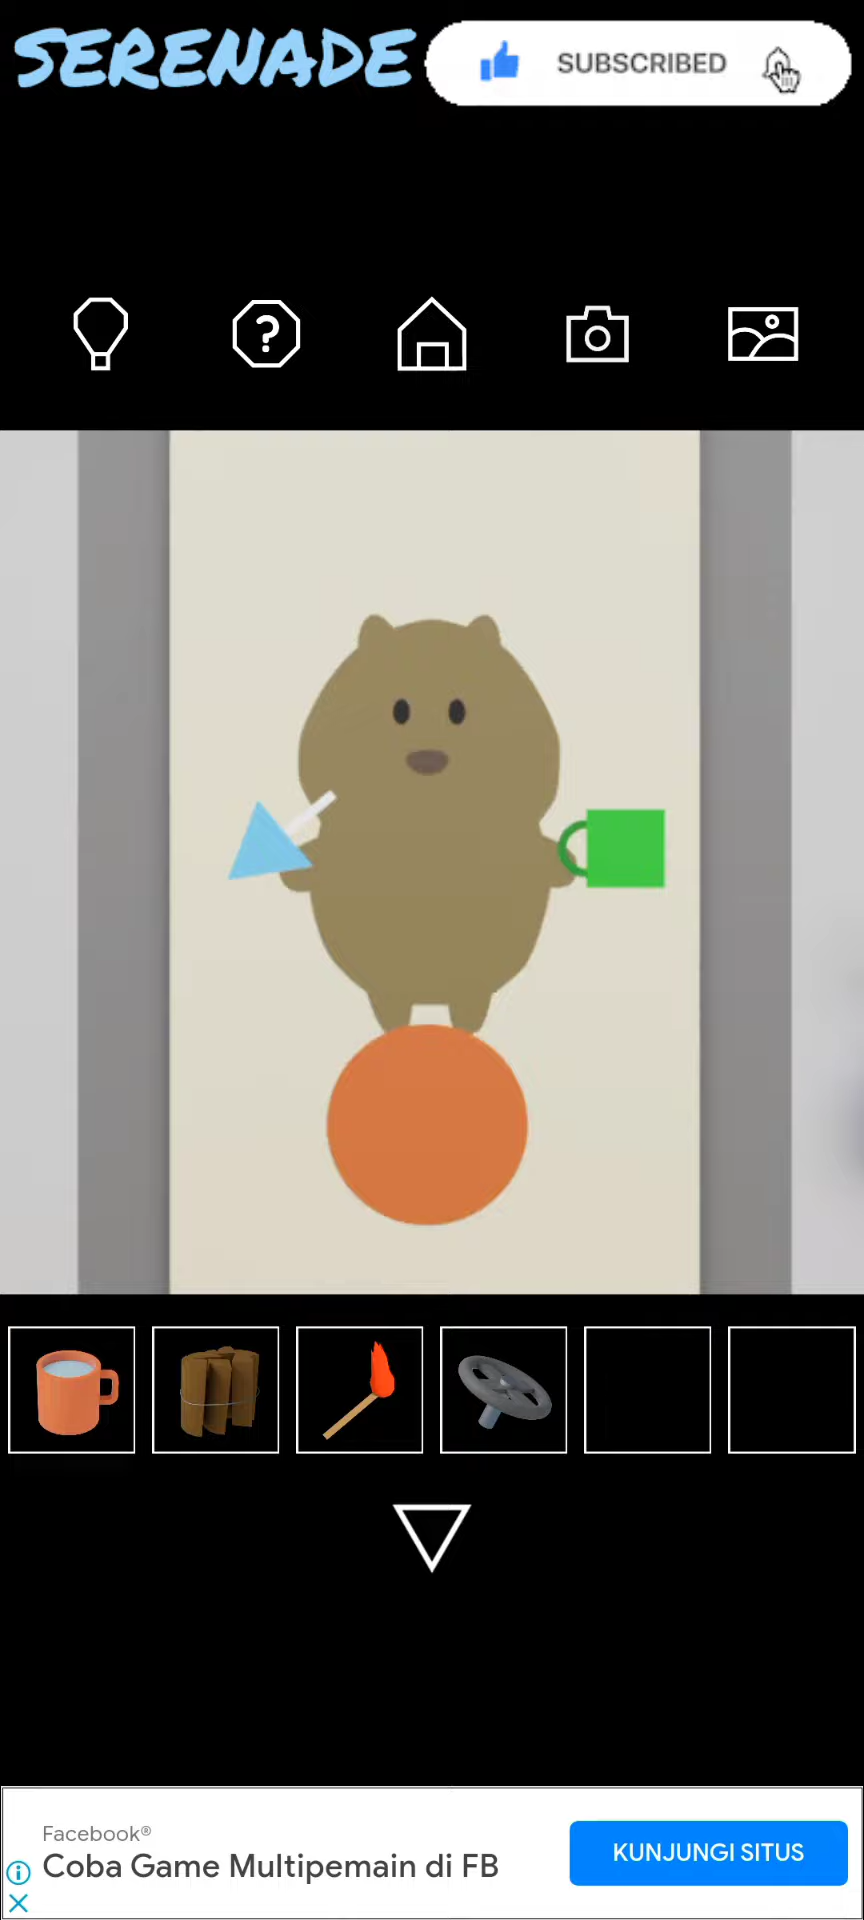 SERENADE
SUBSCRIBED
?
Facebook®
Coba Game Multipemain di FB
KUNJUNGI SITUS